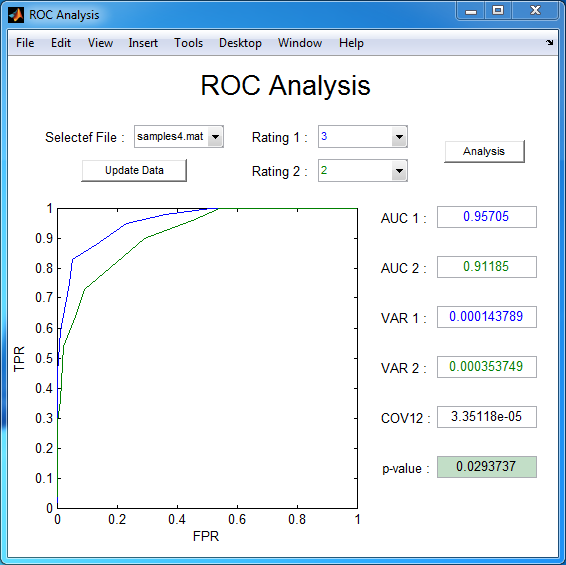 ROC Analysis
File Edit View Insert Tools Desktop Window Help
ROC Analysis
Selectef File : samples4.mat Rating 1 : 3 Analysis
Update Data Rating 2 : 2
1
0.9
0.8
0.7
0.6
0.5
0.4
0.3
0.2
0.1
0
TPR
0 0.2 0.4 0.6 0.8 1
FPR
AUC 1 : 0.95705
AUC 2 : 0.91185
VAR 1 : 0.000143789
VAR 2 : 0.000353749
COV12 : 3.35118e-05
p-value : 0.0293737